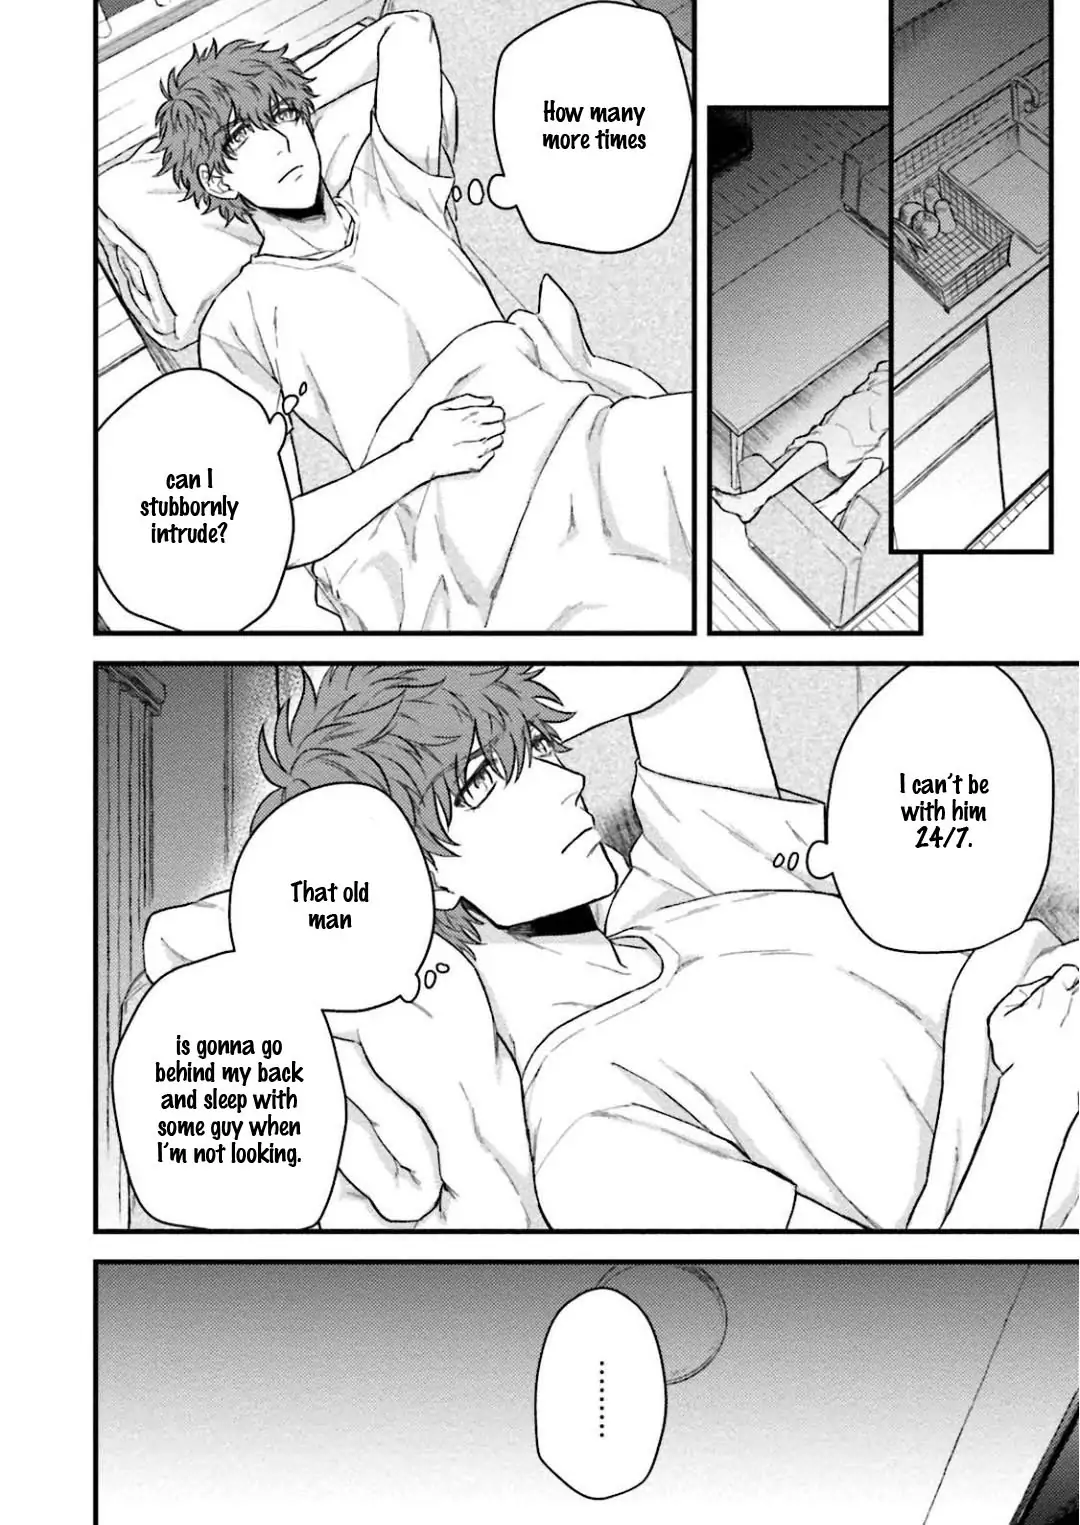 How many
more times
can I
stubbornly
intrude?
I can't be
with him
24/7.
That old
man
is gonna go
behind my back
and sleep with
some guy when
I'm not looking.
..........